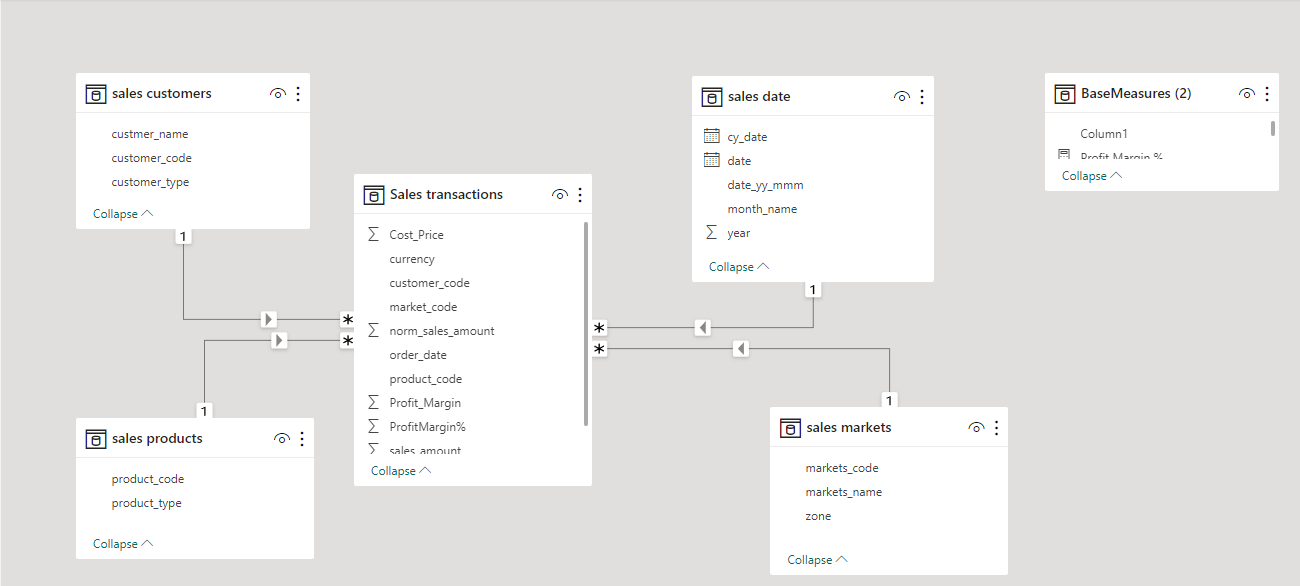 sales customers
custmer_name
customer_code
customer_type
Collapse
1
*
*
1
sales products
product_code
product_type
Collapse
Sales transactions
Cost_Price
currency
customer_code
market_code
norm_sales_amount
order_date
product_code
Profit_Margin
ProfitMargin%
sales_amount
Collapse
sales date
cy_date
date
date_yy_mmm
month_name
year
Collapse
1
*
*
1
sales markets
markets_code
markets_name
zone
Collapse
BaseMeasures (2)
Column1
Profit Margin %
Collapse